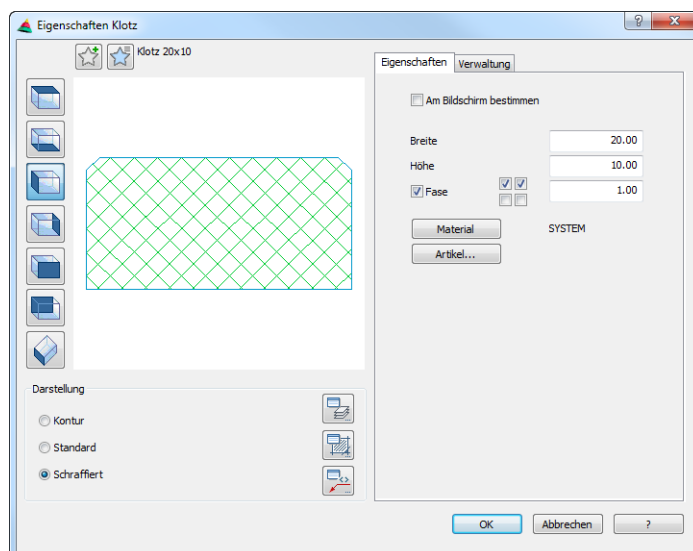 Eigenschaften Klotz
Klotz 20x10
Eigenschaften
Verwaltung
Am Bildschirm bestimmen
Breite 20.00
Höhe 10.00
Fase 1.00
Material SYSTEM
Artikel...
Darstellung
Kontur
Standard
Schraffiert
OK Abbrechen ?